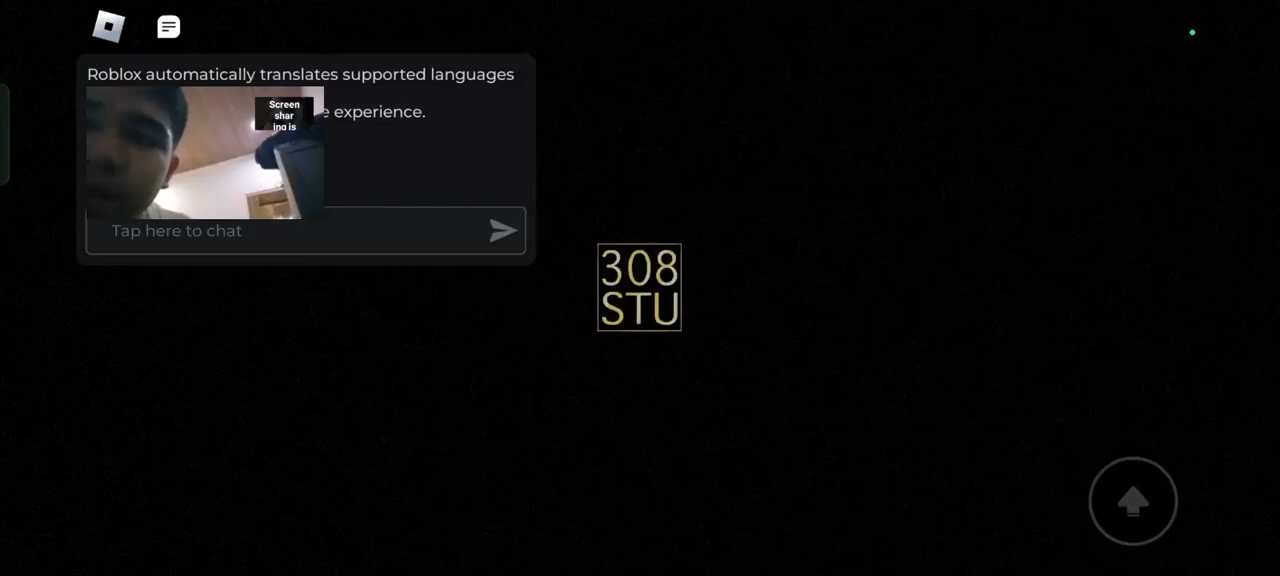 Roblox automatically translates supported languages
e experience.
Screen
shar
ing is
Tap here to chat
308
STU